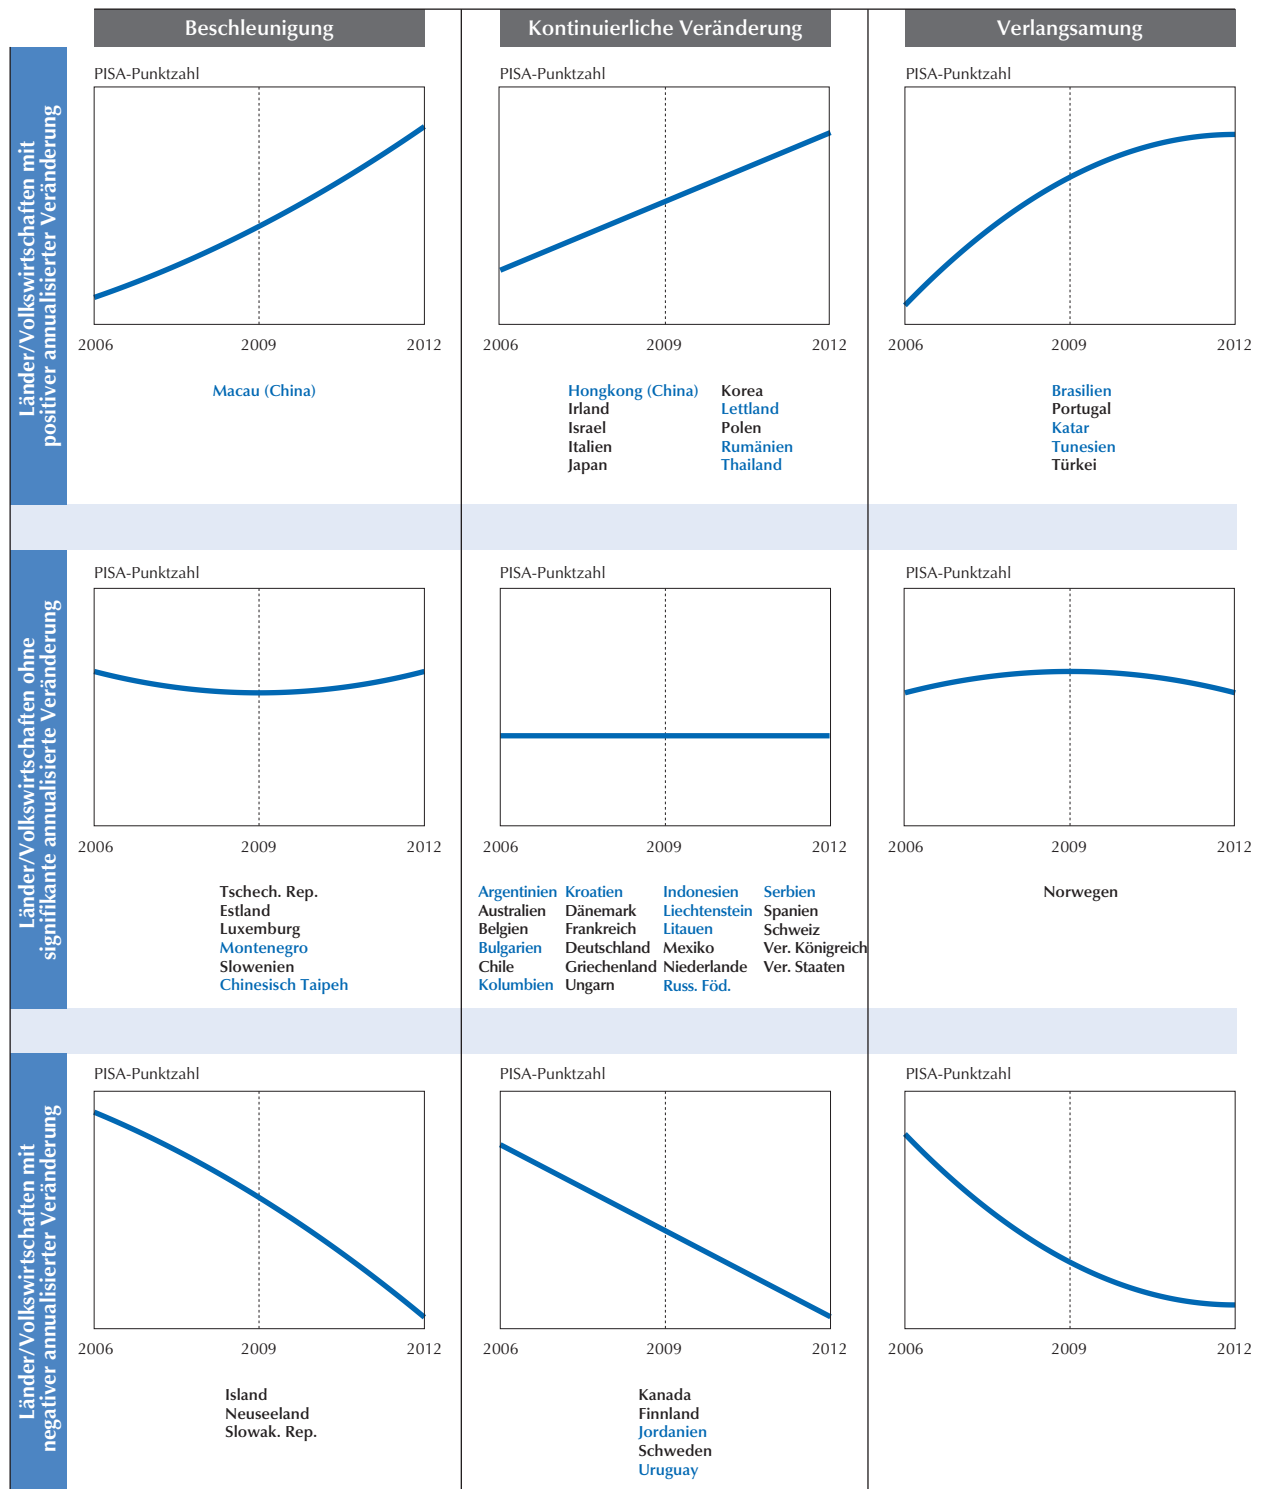 Beschleunigung
Kontinuierliche Veränderung
Verlangsamung
Länder/Volkswirtschaften mit
positiver annualisierter Veränderung
PISA-Punktzahl
2006 2009 2012
Macau (China)
PISA-Punktzahl
2006 2009 2012
Hongkong (China) Korea
Irland Lettland
Israel Polen
Italien Rumänien
Japan Thailand
PISA-Punktzahl
2006 2009 2012
Brasilien
Portugal
Katar
Tunesien
Türkei
Länder/Volkswirtschaften ohne
signifikante annualisierte Veränderung
PISA-Punktzahl
2006 2009 2012
Tschech. Rep.
Estland
Luxemburg
Montenegro
Slowenien
Chinesisch Taipeh
PISA-Punktzahl
2006 2009 2012
Argentinien Kroatien Indonesien Serbien
Australien Dänemark Liechtenstein Spanien
Belgien Frankreich Litauen Schweiz
Bulgarien Deutschland Mexiko Ver. Königreich
Chile Griechenland Niederlande Ver. Staaten
Kolumbien Ungarn Russ. Föd.
PISA-Punktzahl
2006 2009 2012
Norwegen
Länder/Volkswirtschaften mit
negativer annualisierter Veränderung
PISA-Punktzahl
2006 2009 2012
Island
Neuseeland
Slowak. Rep.
PISA-Punktzahl
2006 2009 2012
Kanada
Finnland
Jordanien
Schweden
Uruguay
PISA-Punktzahl
2006 2009 2012